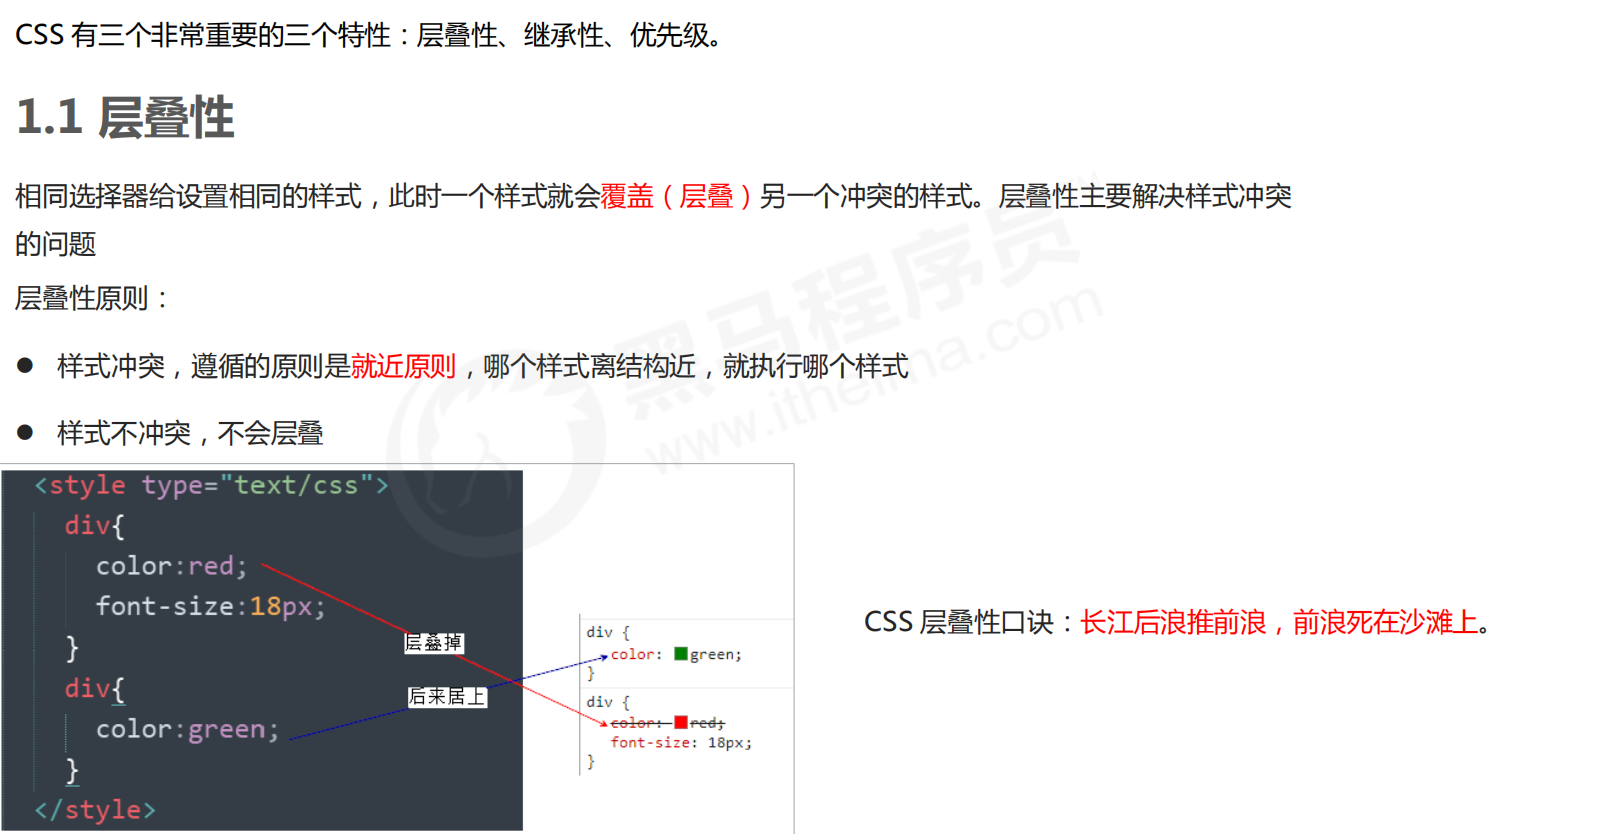 CSS 有三个非常重要的三个特性：层叠性、继承性、优先级。
1.1 层叠性
相同选择器给设置相同的样式，此时一个样式就会覆盖（层叠）另一个冲突的样式。层叠性主要解决样式冲突
的问题
层叠性原则：
● 样式冲突，遵循的原则是就近原则，哪个样式离结构近，就执行哪个样式
● 样式不冲突，不会层叠
<style type="text/css">
div{
color:red;
font-size:18px;
}
div{
color:green;
}
</style>
层叠掉
后来居上
div {
color: green;
}
div {
color: red;
font-size: 18px;
}
CSS 层叠性口诀：长江后浪推前浪，前浪死在沙滩上。
黑马程序员
www.itheima.com